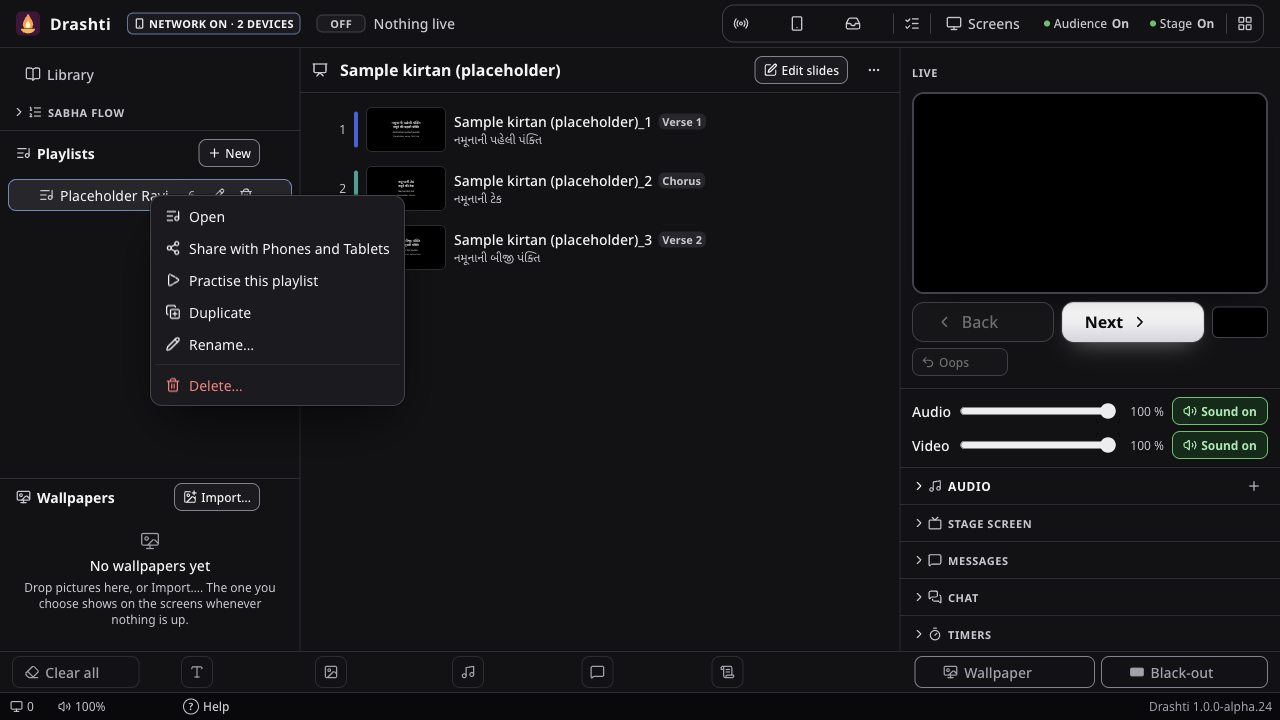 Drashti
NETWORK ON · 2 DEVICES
OFF
Nothing live
Screens
Audience On
Stage On
Library
SABHA FLOW
Playlists
New
Placeholder Ravi
Open
Share with Phones and Tablets
Practise this playlist
Duplicate
Rename...
Delete...
Wallpapers
Import...
No wallpapers yet
Drop pictures here, or Import.... The one you
choose shows on the screens whenever
nothing is up.
Sample kirtan (placeholder)
Edit slides
1
Sample kirtan (placeholder)_1 Verse 1
નમૂનાની પહેલી પંક્તિ
2
Sample kirtan (placeholder)_2 Chorus
નમૂનાની ટેક
Sample kirtan (placeholder)_3 Verse 2
નમૂનાની બીજી પંક્તિ
LIVE
Back
Next
Oops
Audio 100 % Sound on
Video 100 % Sound on
AUDIO
STAGE SCREEN
MESSAGES
CHAT
TIMERS
Clear all
Wallpaper
Black-out
0
100%
Help
Drashti 1.0.0-alpha.24